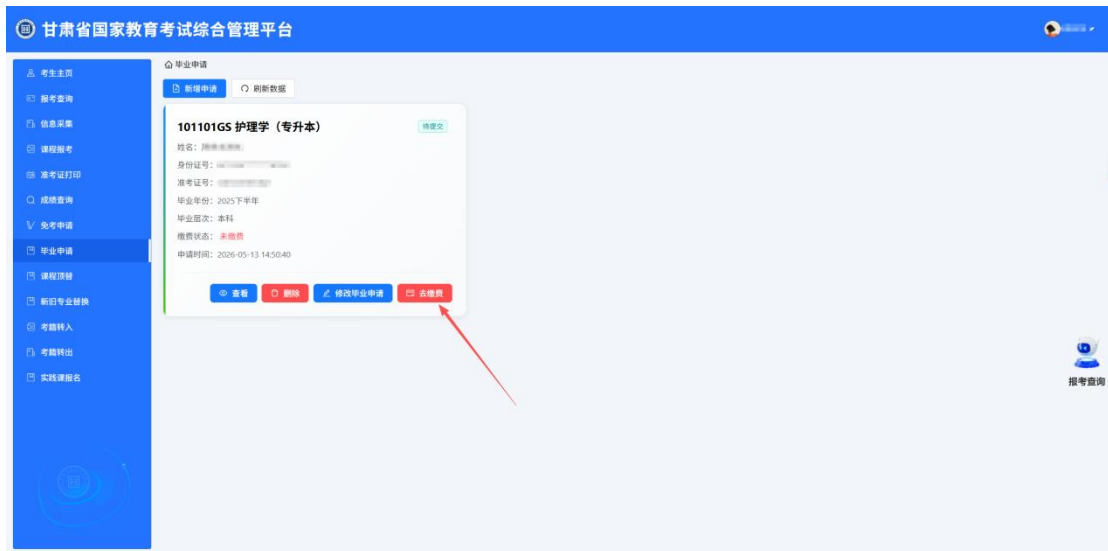 甘肃省国家教育考试综合管理平台
考生主页
报考查询
信息采集
课程报考
准考证打印
成绩查询
免考申请
毕业申请
课程顶替
新旧专业替换
考籍转入
考籍转出
实践课报名
毕业申请
新增申请 刷新数据
101101GS 护理学（专升本） 待提交
姓名：
身份证号：
准考证号：
毕业年份：2025下半年
毕业层次：本科
缴费状态：未缴费
申请时间：2026-05-13 14:50:40
查看 删除 修改毕业申请 去缴费
报考查询